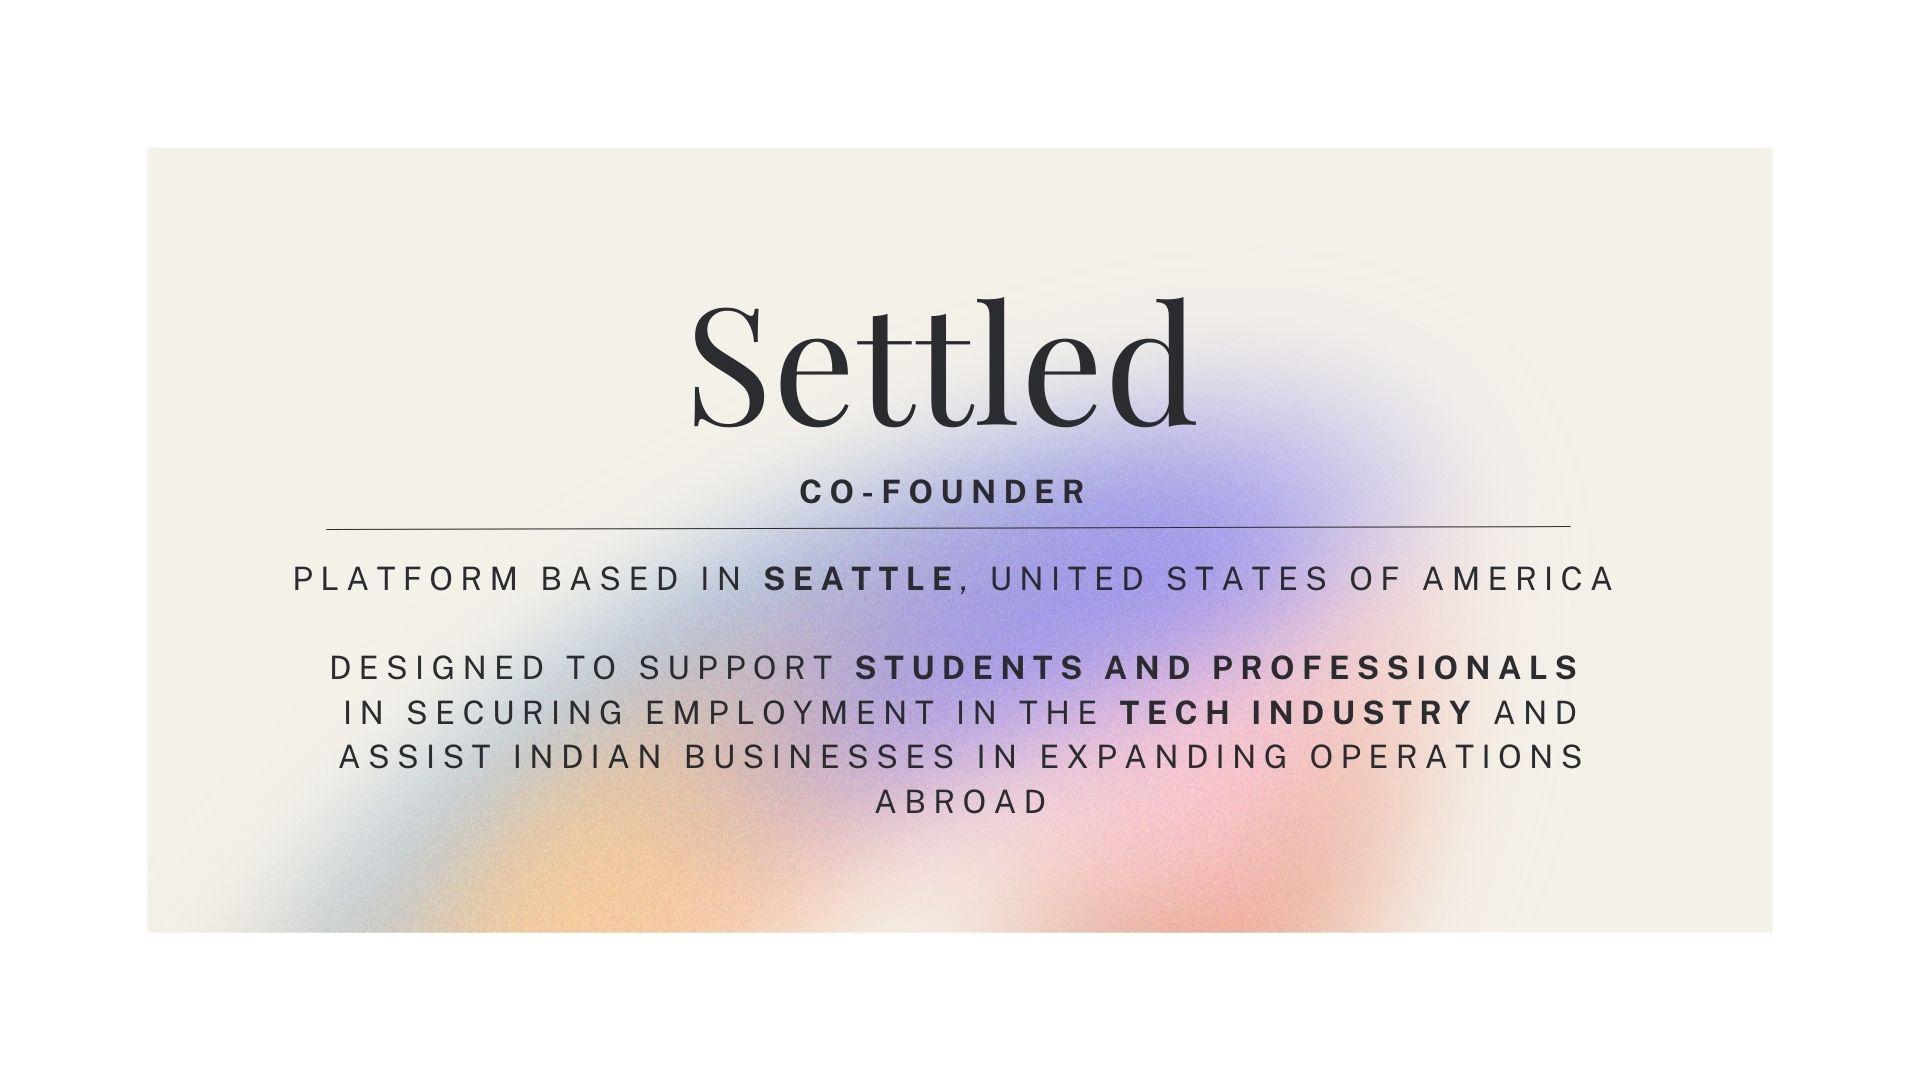 Settled
CO-FOUNDER
PLATFORM BASED IN SEATTLE, UNITED STATES OF AMERICA
DESIGNED TO SUPPORT STUDENTS AND PROFESSIONALS
IN SECURING EMPLOYMENT IN THE TECH INDUSTRY AND
ASSIST INDIAN BUSINESSES IN EXPANDING OPERATIONS
ABROAD